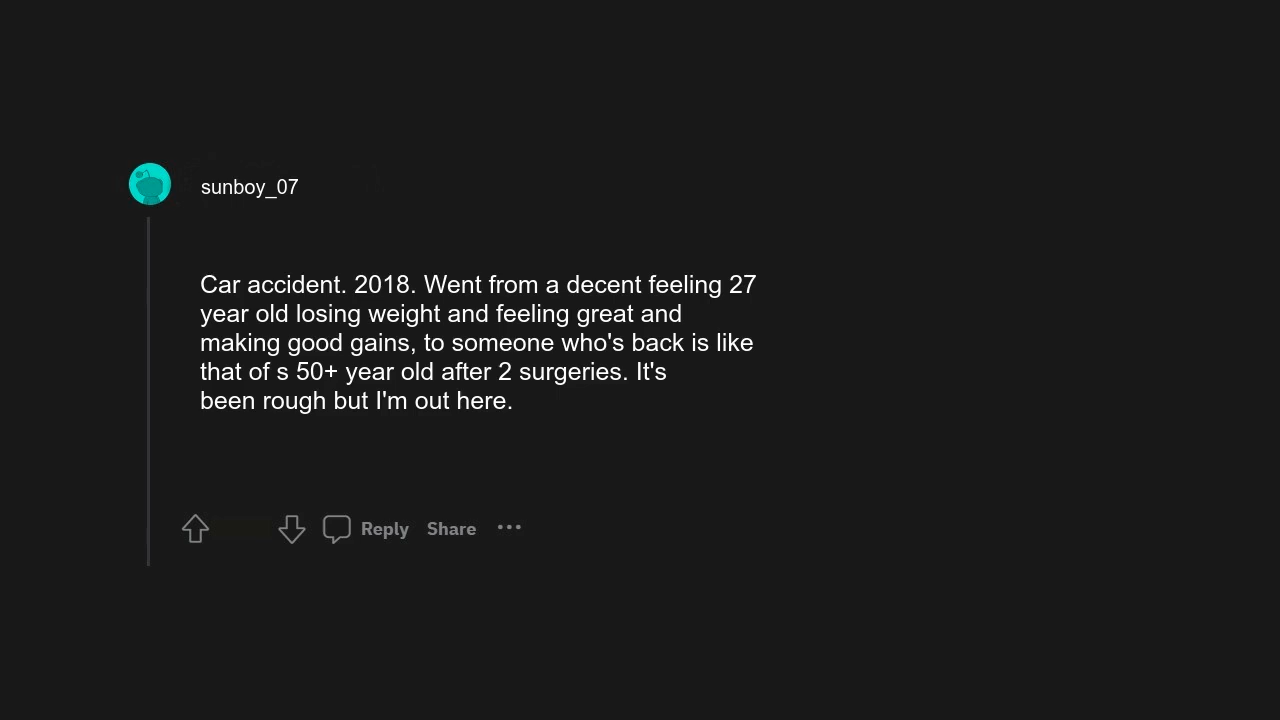 sunboy_07
Car accident. 2018. Went from a decent feeling 27
year old losing weight and feeling great and
making good gains, to someone who's back is like
that of s 50+ year old after 2 surgeries. It's
been rough but I'm out here.
Reply Share